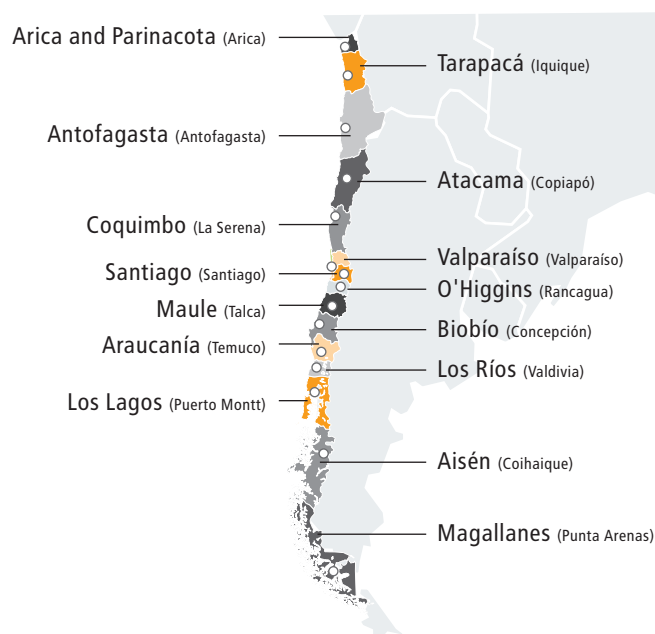 Arica and Parinacota (Arica)
Tarapacá (Iquique)
Antofagasta (Antofagasta)
Atacama (Copiapó)
Coquimbo (La Serena)
Valparaíso (Valparaíso)
Santiago (Santiago)
O'Higgins (Rancagua)
Maule (Talca)
Biobío (Concepción)
Araucanía (Temuco)
Los Ríos (Valdivia)
Los Lagos (Puerto Montt)
Aisén (Coihaique)
Magallanes (Punta Arenas)